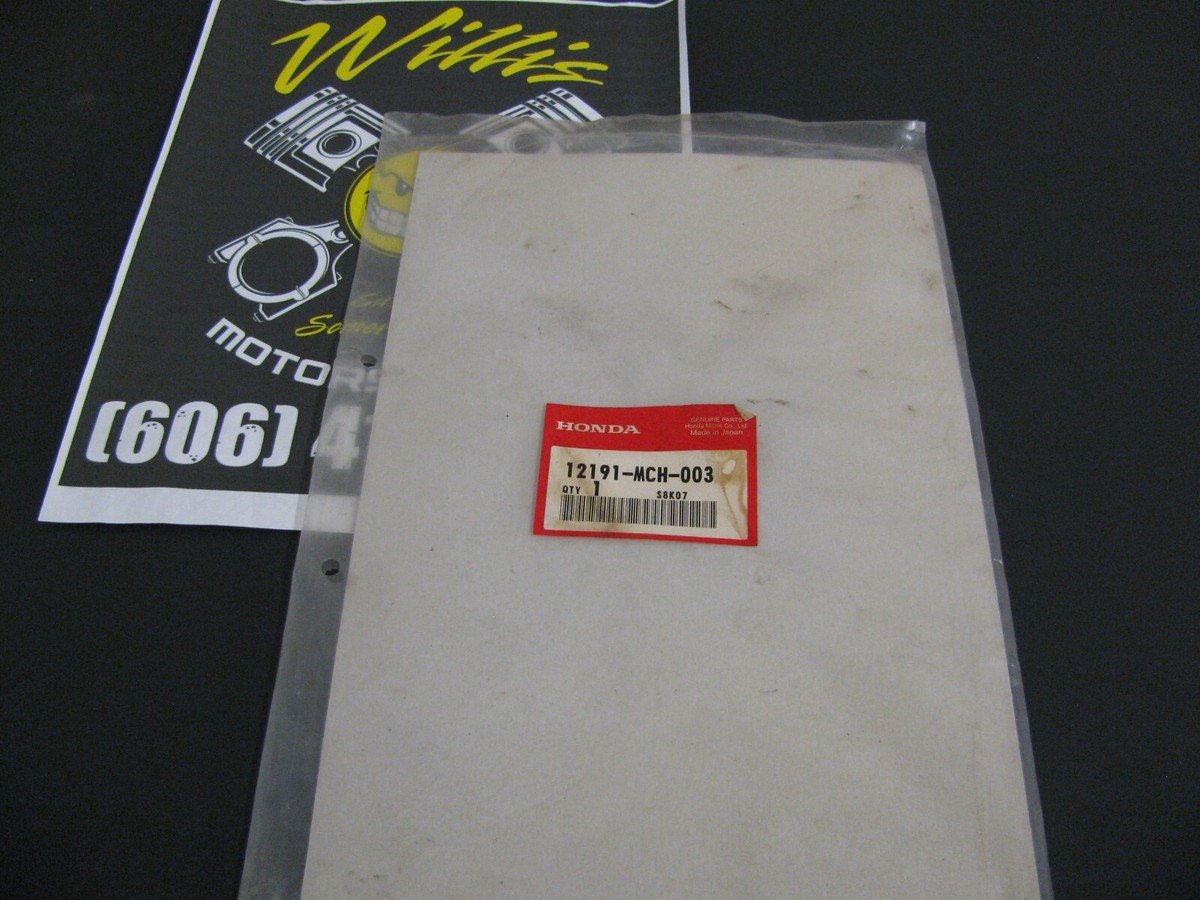 Willis
MOTORS
(606) 4
HONDA
GENUINE PARTS
Honda Motor Co., Ltd.
Made in Japan
12191-MCH-003
QTY 1 S8K07